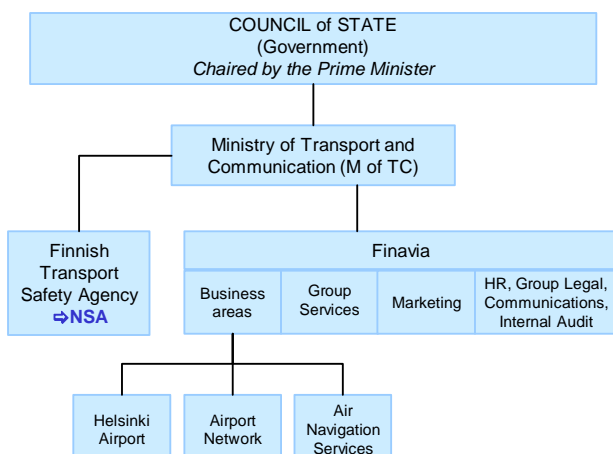 COUNCIL of STATE
(Government)
Chaired by the Prime Minister
Ministry of Transport and
Communication (M of TC)
Finnish
Transport
Safety Agency
⇨NSA
Finavia
Business
areas
Group
Services
Marketing
HR, Group Legal,
Communications,
Internal Audit
Helsinki
Airport
Airport
Network
Air
Navigation
Services